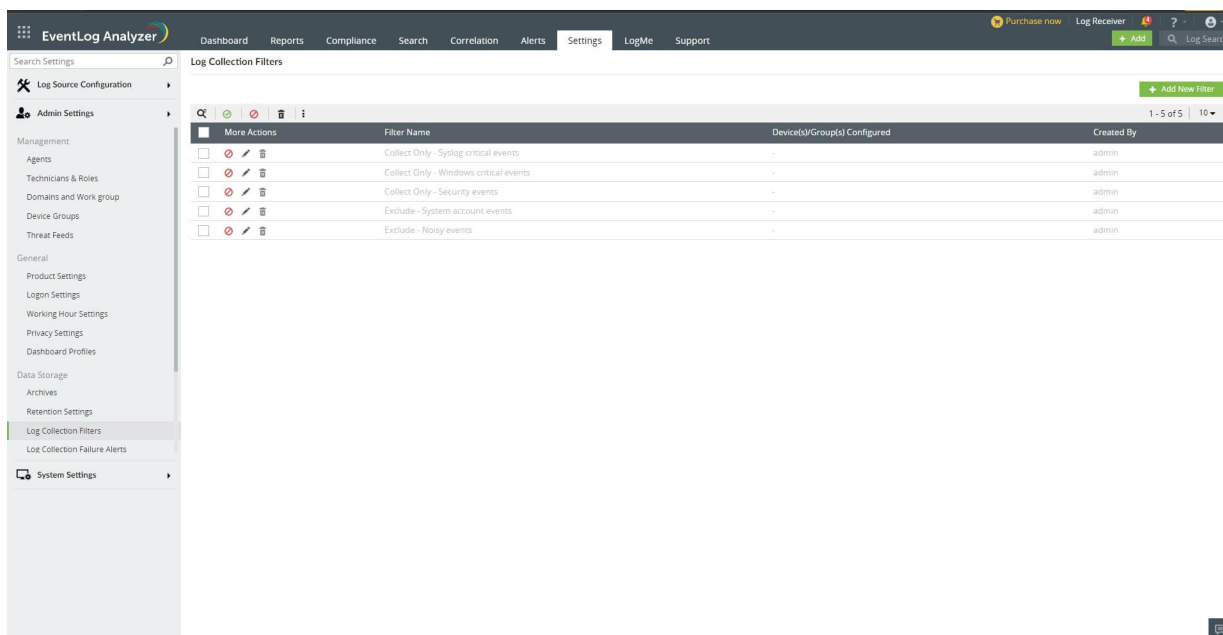 Purchase now Log Receiver ?
EventLog Analyzer
Dashboard Reports Compliance Search Correlation Alerts Settings LogMe Support
+ Add Log Searc
Search Settings
Log Collection Filters
Log Source Configuration
+ Add New Filter
Admin Settings
1 - 5 of 5 10
More Actions Filter Name Device(s)/Group(s) Configured Created By
Collect Only - Syslog critical events - admin
Collect Only - Windows critical events - admin
Collect Only - Security events - admin
Exclude - System account events - admin
Exclude - Noisy events - admin
Management
Agents
Technicians & Roles
Domains and Work group
Device Groups
Threat Feeds
General
Product Settings
Logon Settings
Working Hour Settings
Privacy Settings
Dashboard Profiles
Data Storage
Archives
Retention Settings
Log Collection Filters
Log Collection Failure Alerts
System Settings